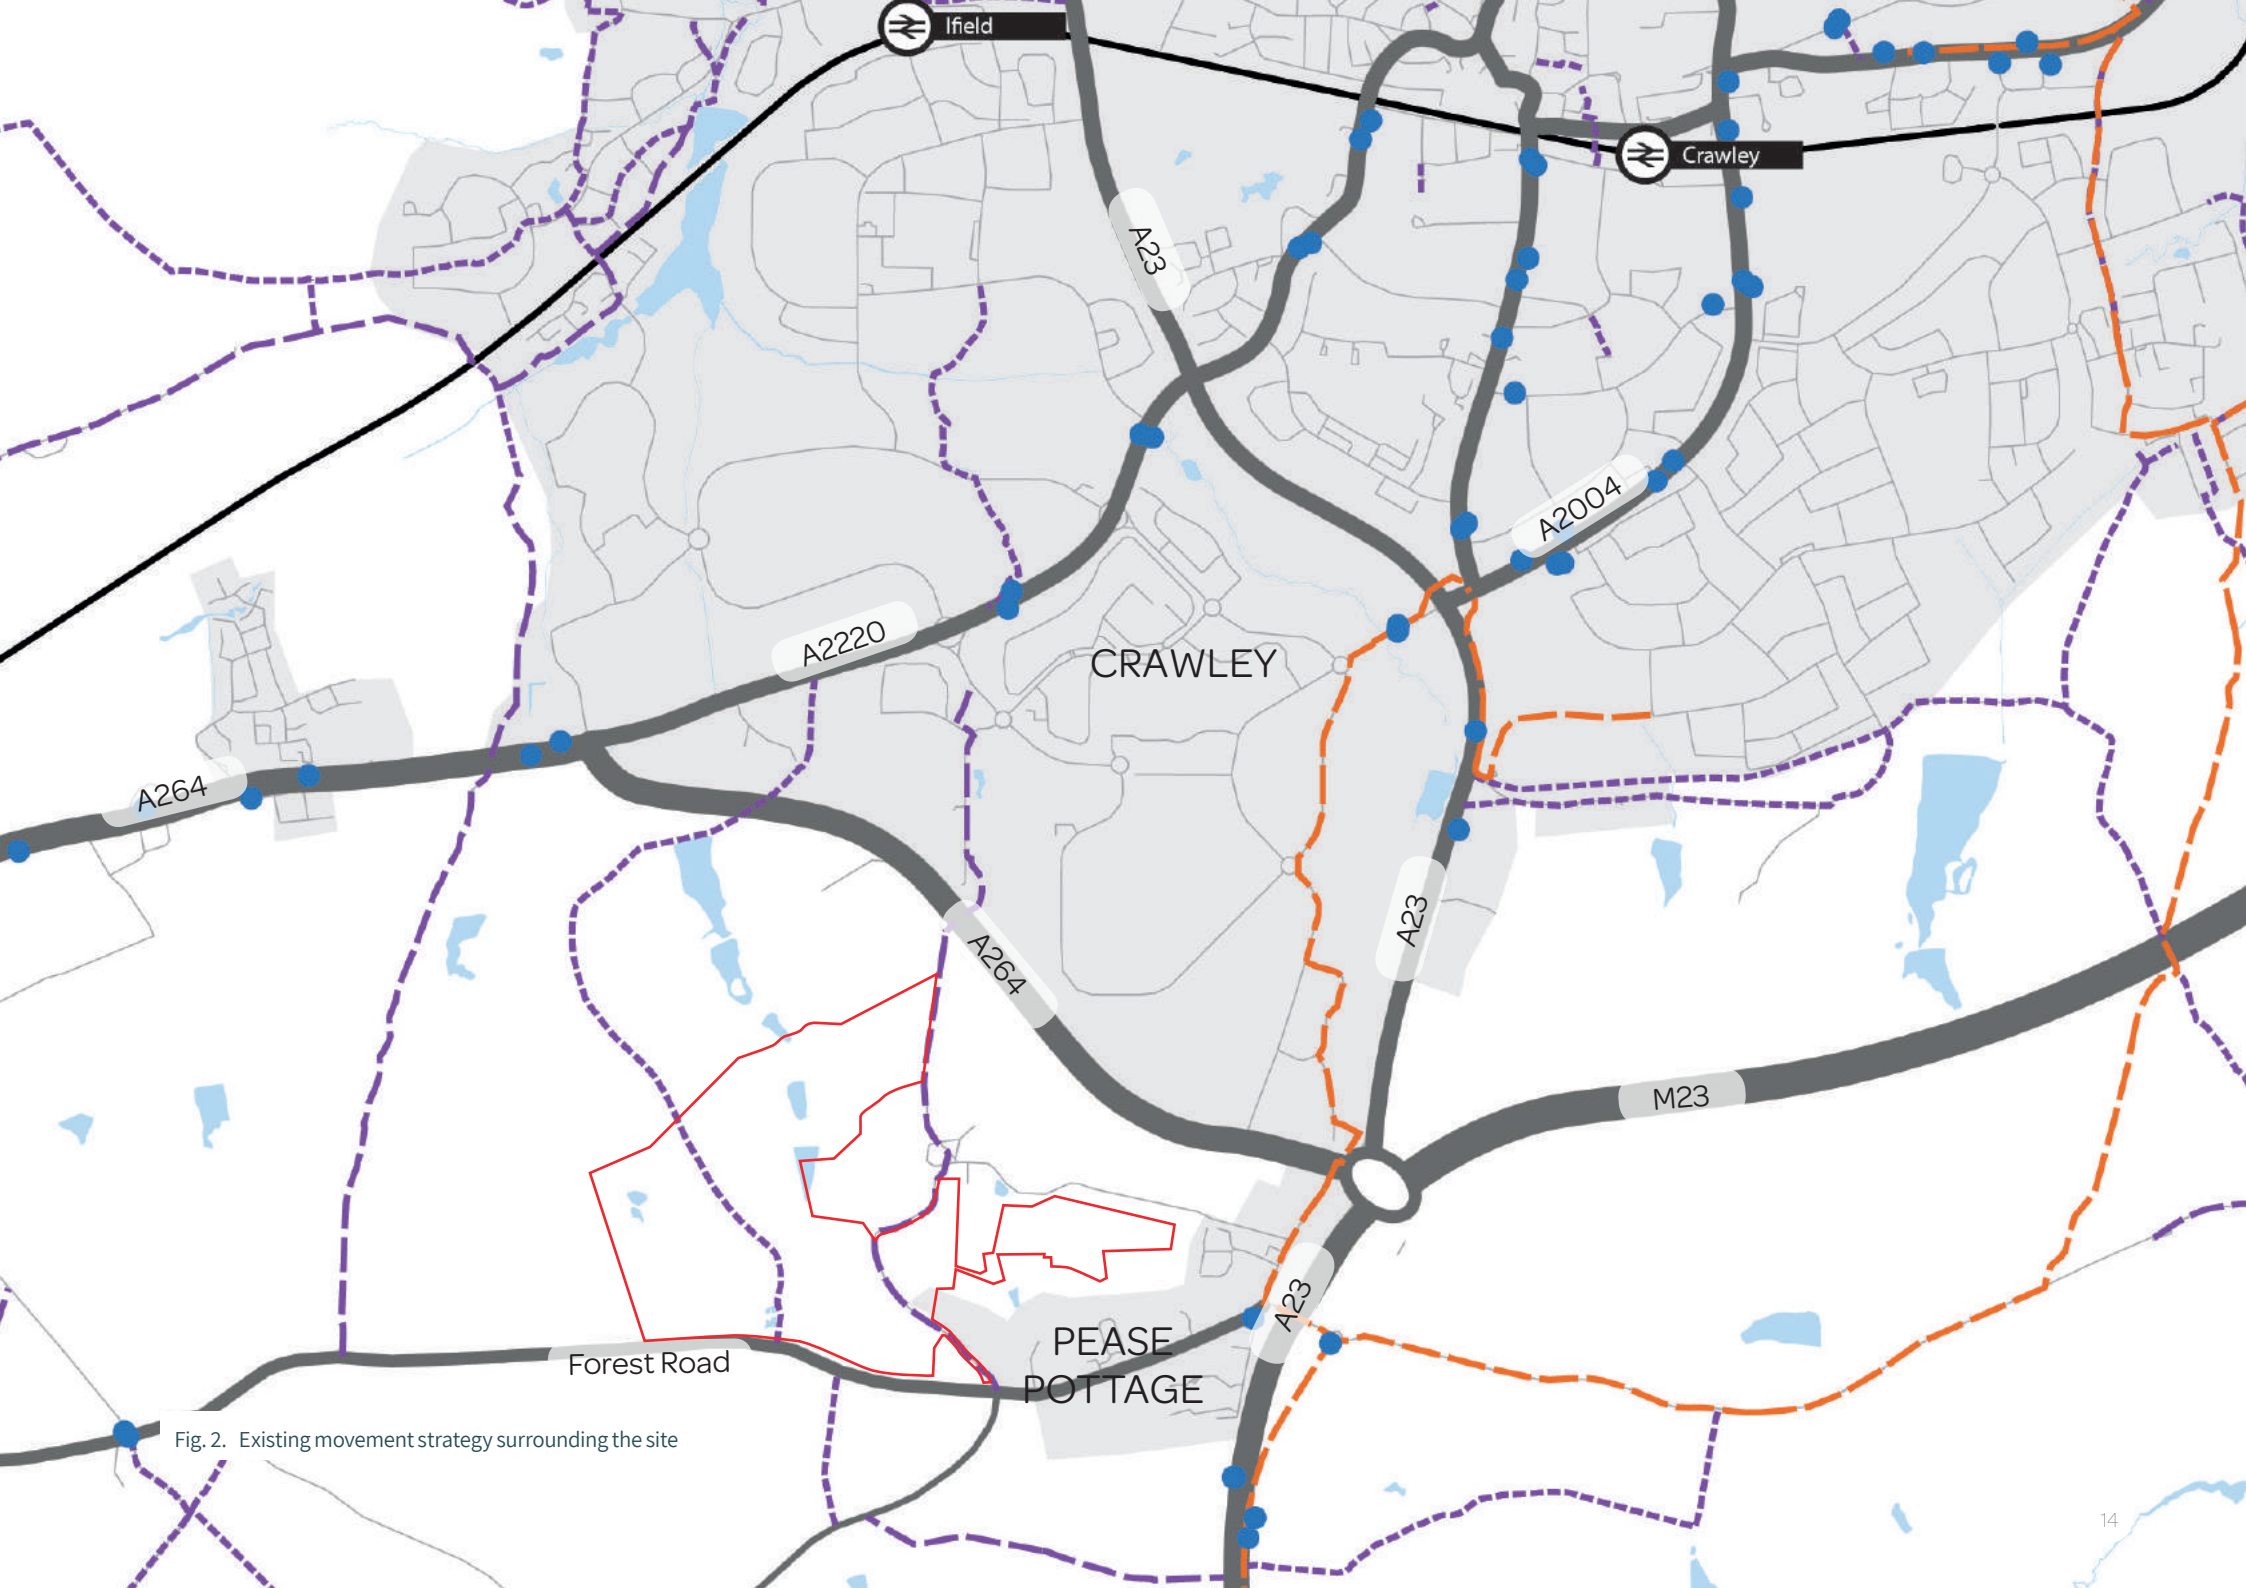 Ifield
Crawley
A23
A2004
A2220
CRAWLEY
A264
A23
A264
M23
A23
PEASE
POTTAGE
Forest Road
Fig. 2. Existing movement strategy surrounding the site
14